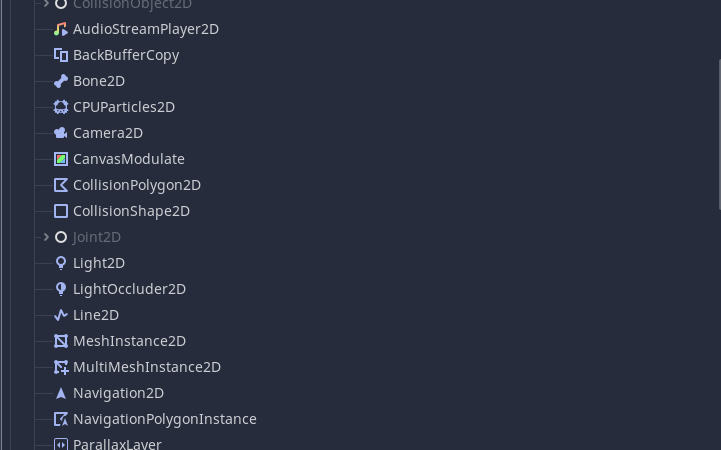 CollisionObject2D
AudioStreamPlayer2D
BackBufferCopy
Bone2D
CPUParticles2D
Camera2D
CanvasModulate
CollisionPolygon2D
CollisionShape2D
Joint2D
Light2D
LightOccluder2D
Line2D
MeshInstance2D
MultiMeshInstance2D
Navigation2D
NavigationPolygonInstance
ParallaxLayer